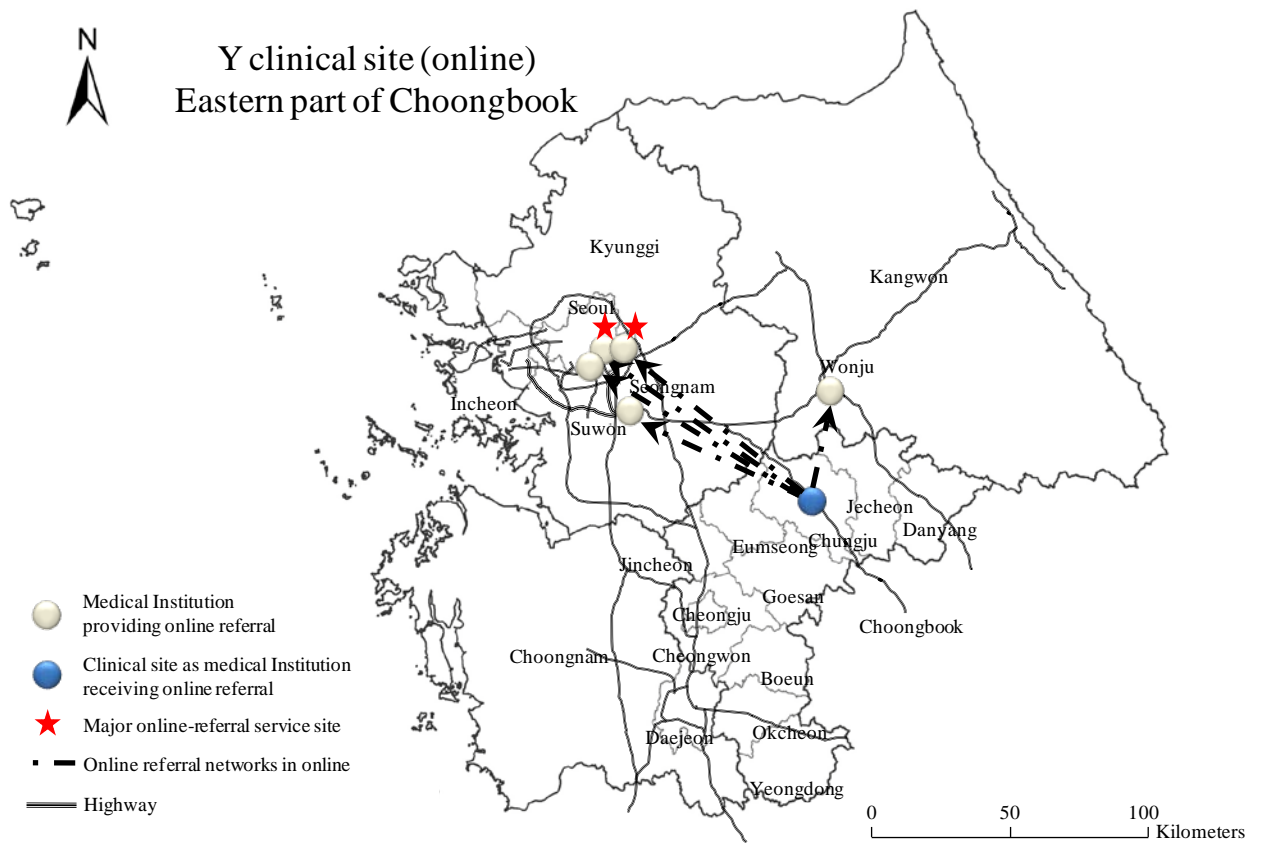 N
Y clinical site (online)
Eastern part of Choongbook
Kyunggi
Kangwon
Seoul
Wonju
Seongnam
Incheon
Suwon
Jecheon
Danyang
Chungju
Eumseong
Jincheon
Goesan
Cheongju
Choongbook
Choongnam
Cheongwon
Boeun
Okcheon
Daejeon
Yeongdong
Medical Institution
providing online referral
Clinical site as medical Institution
receiving online referral
Major online-referral service site
Online referral networks in online
Highway
0 50 100
Kilometers